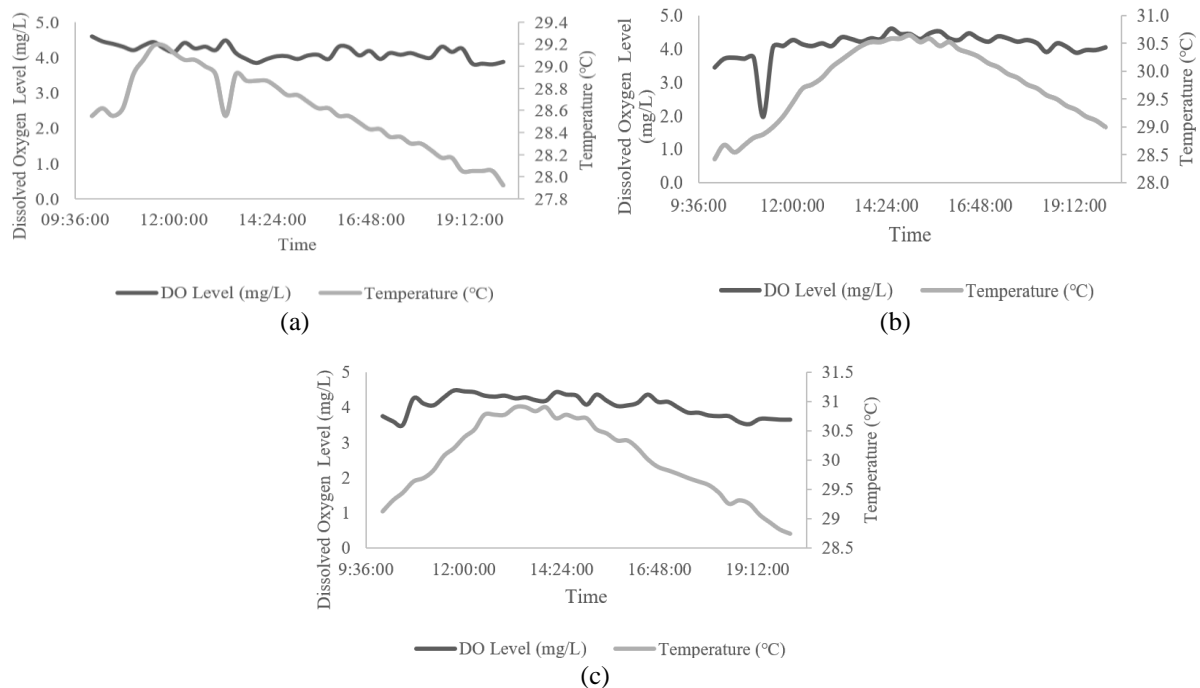 Dissolved Oxygen Level (mg/L)
5.0
4.0
3.0
2.0
1.0
0.0
29.4
29.2
29.0
28.8
28.6
28.4
28.2
28.0
27.8
Temperature (℃)
09:36:00 12:00:00 14:24:00 16:48:00 19:12:00
Time
DO Level (mg/L) Temperature (℃)
(a)
Dissolved Oxygen Level
(mg/L)
5.0
4.0
3.0
2.0
1.0
0.0
31.0
30.5
30.0
29.5
29.0
28.5
28.0
Temperature (℃)
9:36:00 12:00:00 14:24:00 16:48:00 19:12:00
Time
DO Level (mg/L) Temperature (℃)
(b)
Dissolved Oxygen Level (mg/L)
5
4
3
2
1
0
31.5
31
30.5
30
29.5
29
28.5
Temperature (℃)
9:36:00 12:00:00 14:24:00 16:48:00 19:12:00
Time
DO Level (mg/L) Temperature (℃)
(c)